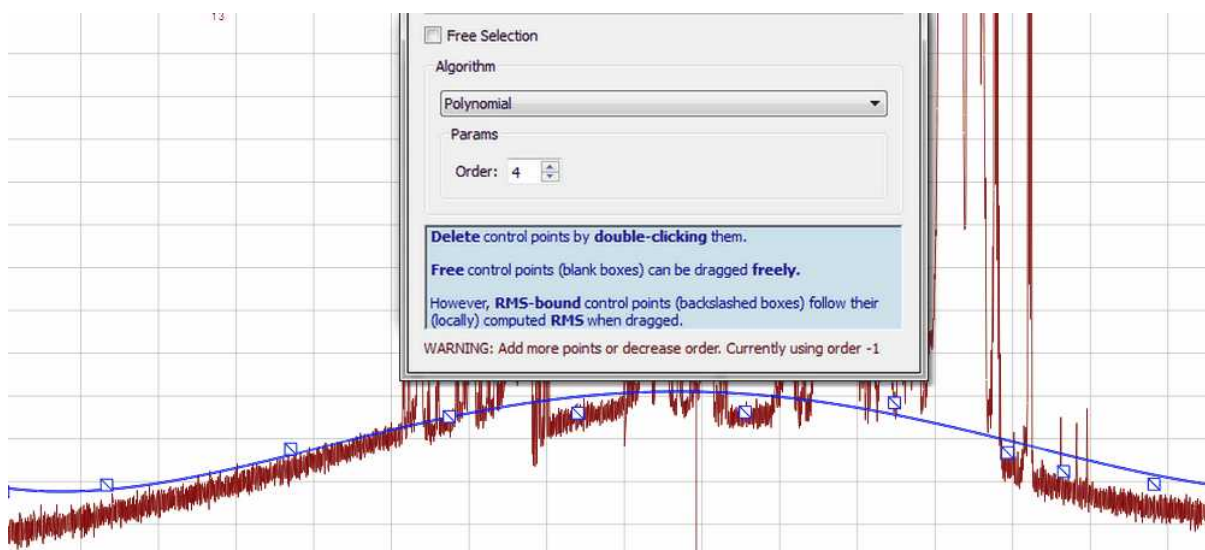 13
Free Selection
Algorithm
Polynomial
Params
Order: 4
Delete control points by double-clicking them.
Free control points (blank boxes) can be dragged freely.
However, RMS-bound control points (backslashed boxes) follow their
(locally) computed RMS when dragged.
WARNING: Add more points or decrease order. Currently using order -1